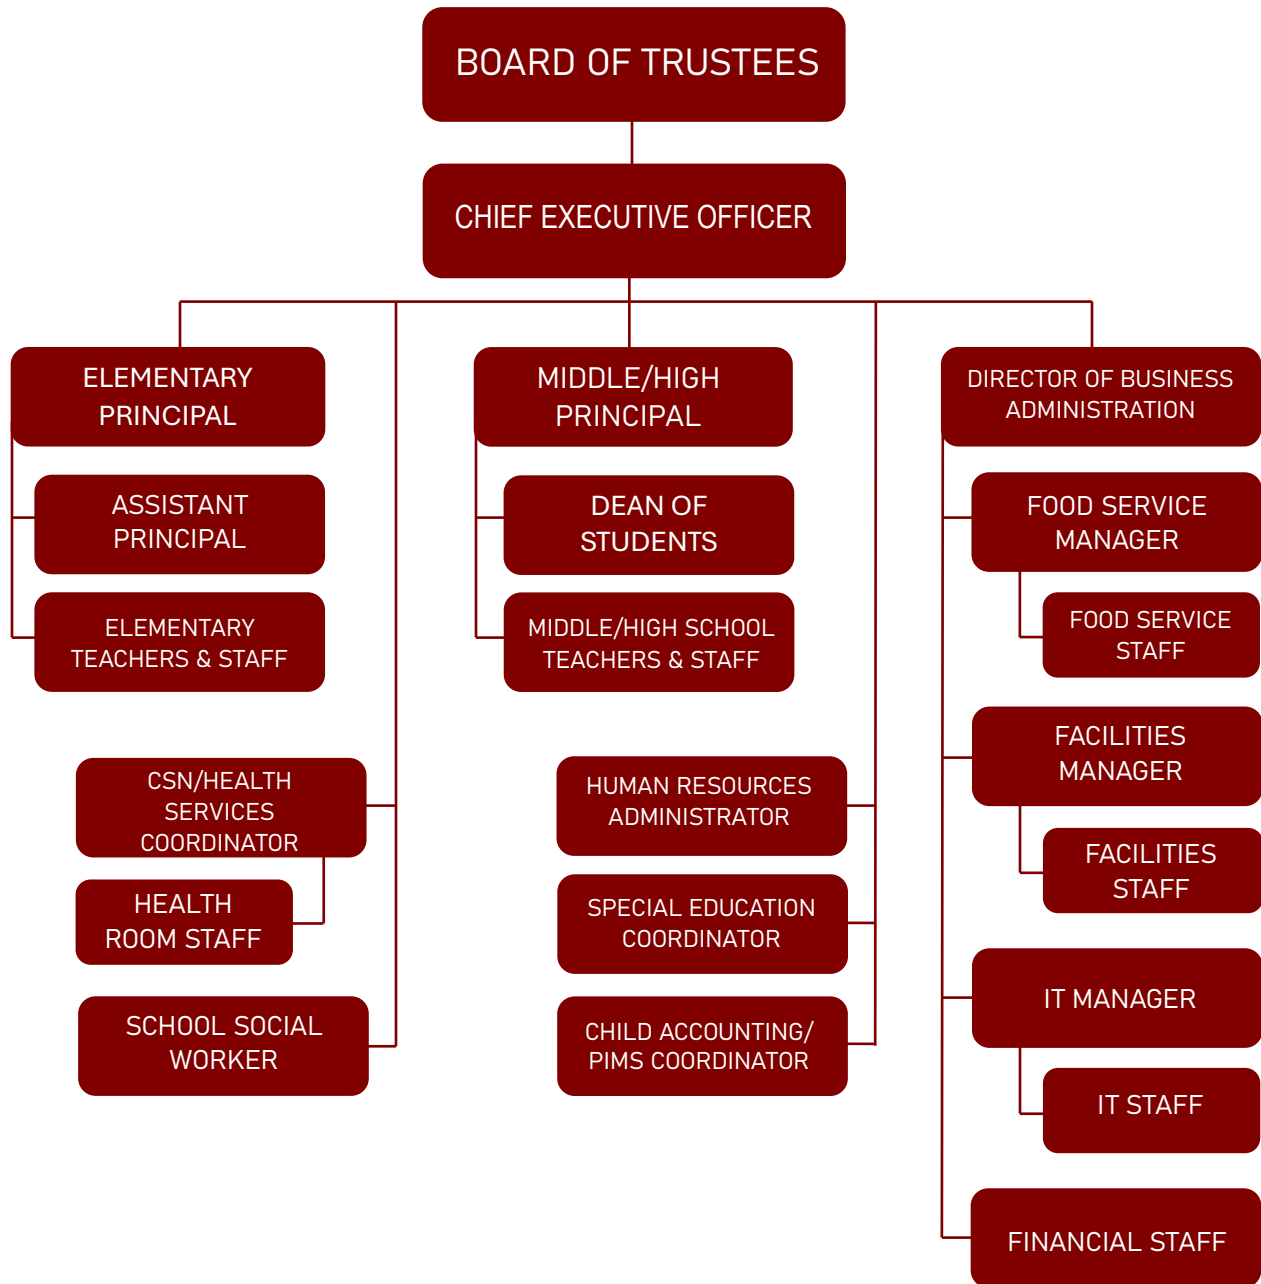 BOARD OF TRUSTEES
CHIEF EXECUTIVE OFFICER
ELEMENTARY
PRINCIPAL
ASSISTANT
PRINCIPAL
ELEMENTARY
TEACHERS & STAFF
CSN/HEALTH
SERVICES
COORDINATOR
HEALTH
ROOM STAFF
SCHOOL SOCIAL
WORKER
MIDDLE/HIGH
PRINCIPAL
DEAN OF
STUDENTS
MIDDLE/HIGH SCHOOL
TEACHERS & STAFF
HUMAN RESOURCES
ADMINISTRATOR
SPECIAL EDUCATION
COORDINATOR
CHILD ACCOUNTING/
PIMS COORDINATOR
DIRECTOR OF BUSINESS
ADMINISTRATION
FOOD SERVICE
MANAGER
FOOD SERVICE
STAFF
FACILITIES
MANAGER
FACILITIES
STAFF
IT MANAGER
IT STAFF
FINANCIAL STAFF